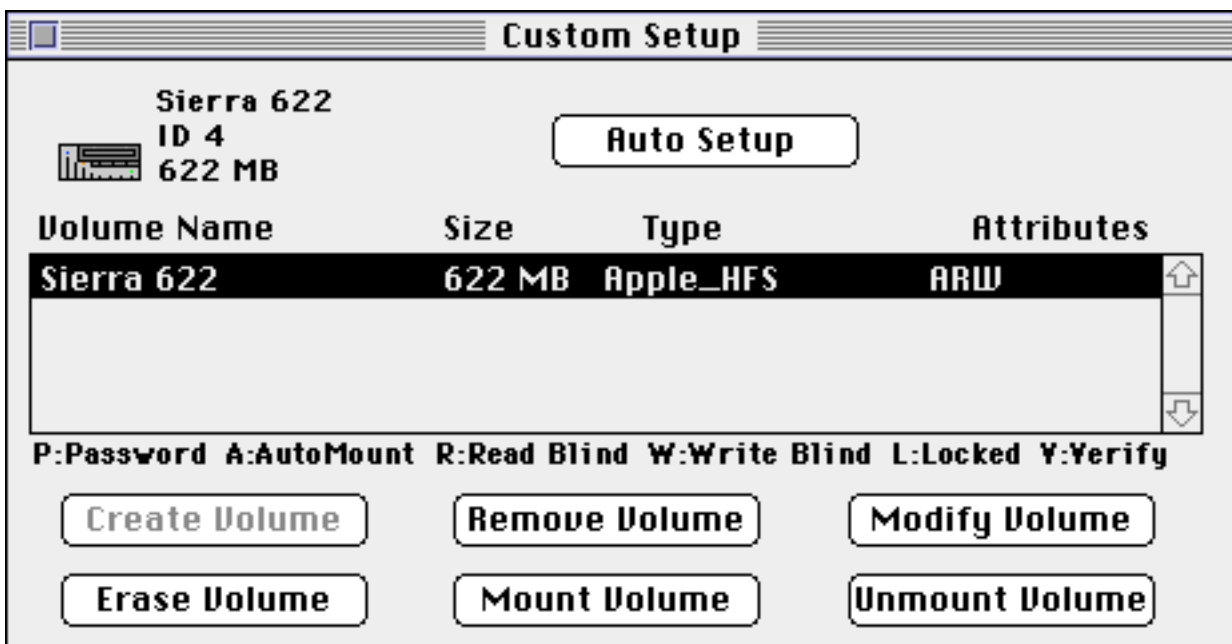 Custom Setup
Sierra 622
ID 4
622 MB
Auto Setup
Volume Name Size Type Attributes
Sierra 622 622 MB Apple_HFS ARW
P:Password A:AutoMount R:Read Blind W:Write Blind L:Locked V:Verify
Create Volume Remove Volume Modify Volume
Erase Volume Mount Volume Unmount Volume